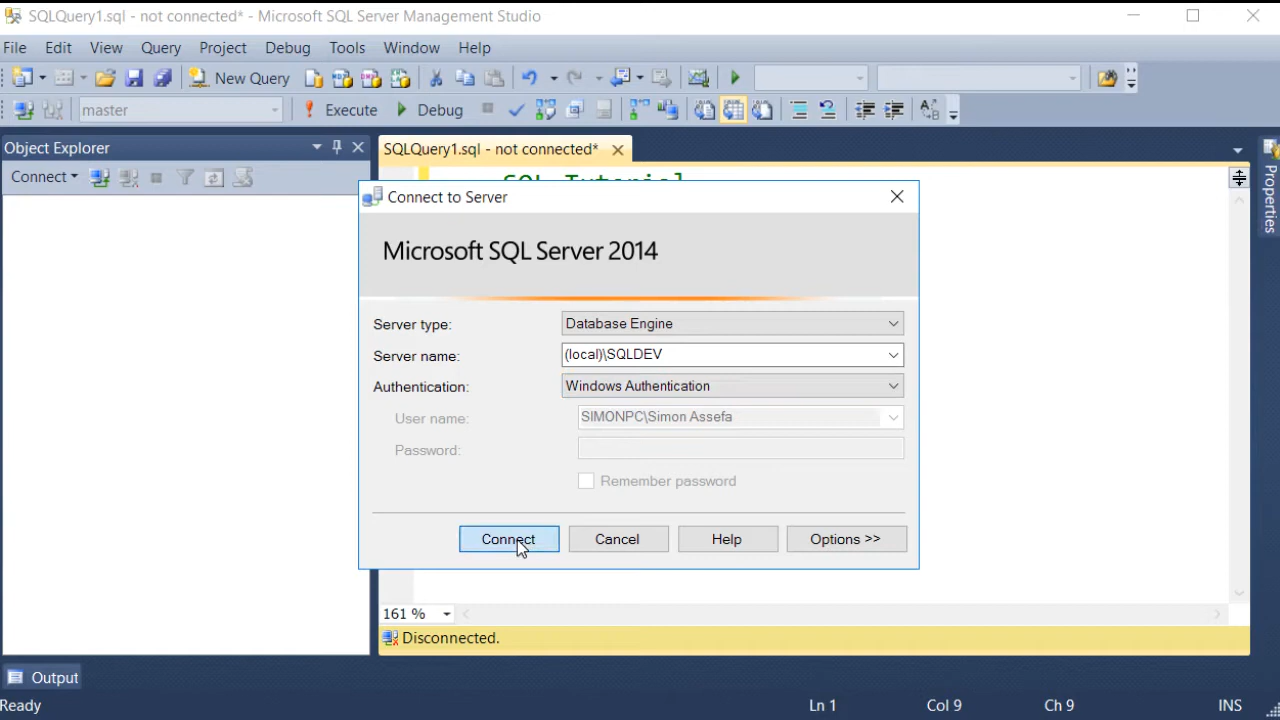 SQLQuery1.sql - not connected* - Microsoft SQL Server Management Studio
File Edit View Query Project Debug Tools Window Help
New Query
master Execute Debug
Object Explorer
SQLQuery1.sql - not connected*
Connect
SQL Tutorial
Properties
Connect to Server
Microsoft SQL Server 2014
Server type: Database Engine
Server name: (local)\SQLDEV
Authentication: Windows Authentication
User name: SIMONPC\Simon Assefa
Password:
Remember password
Connect Cancel Help Options >>
161 %
Disconnected.
Output
Ready Ln 1 Col 9 Ch 9 INS